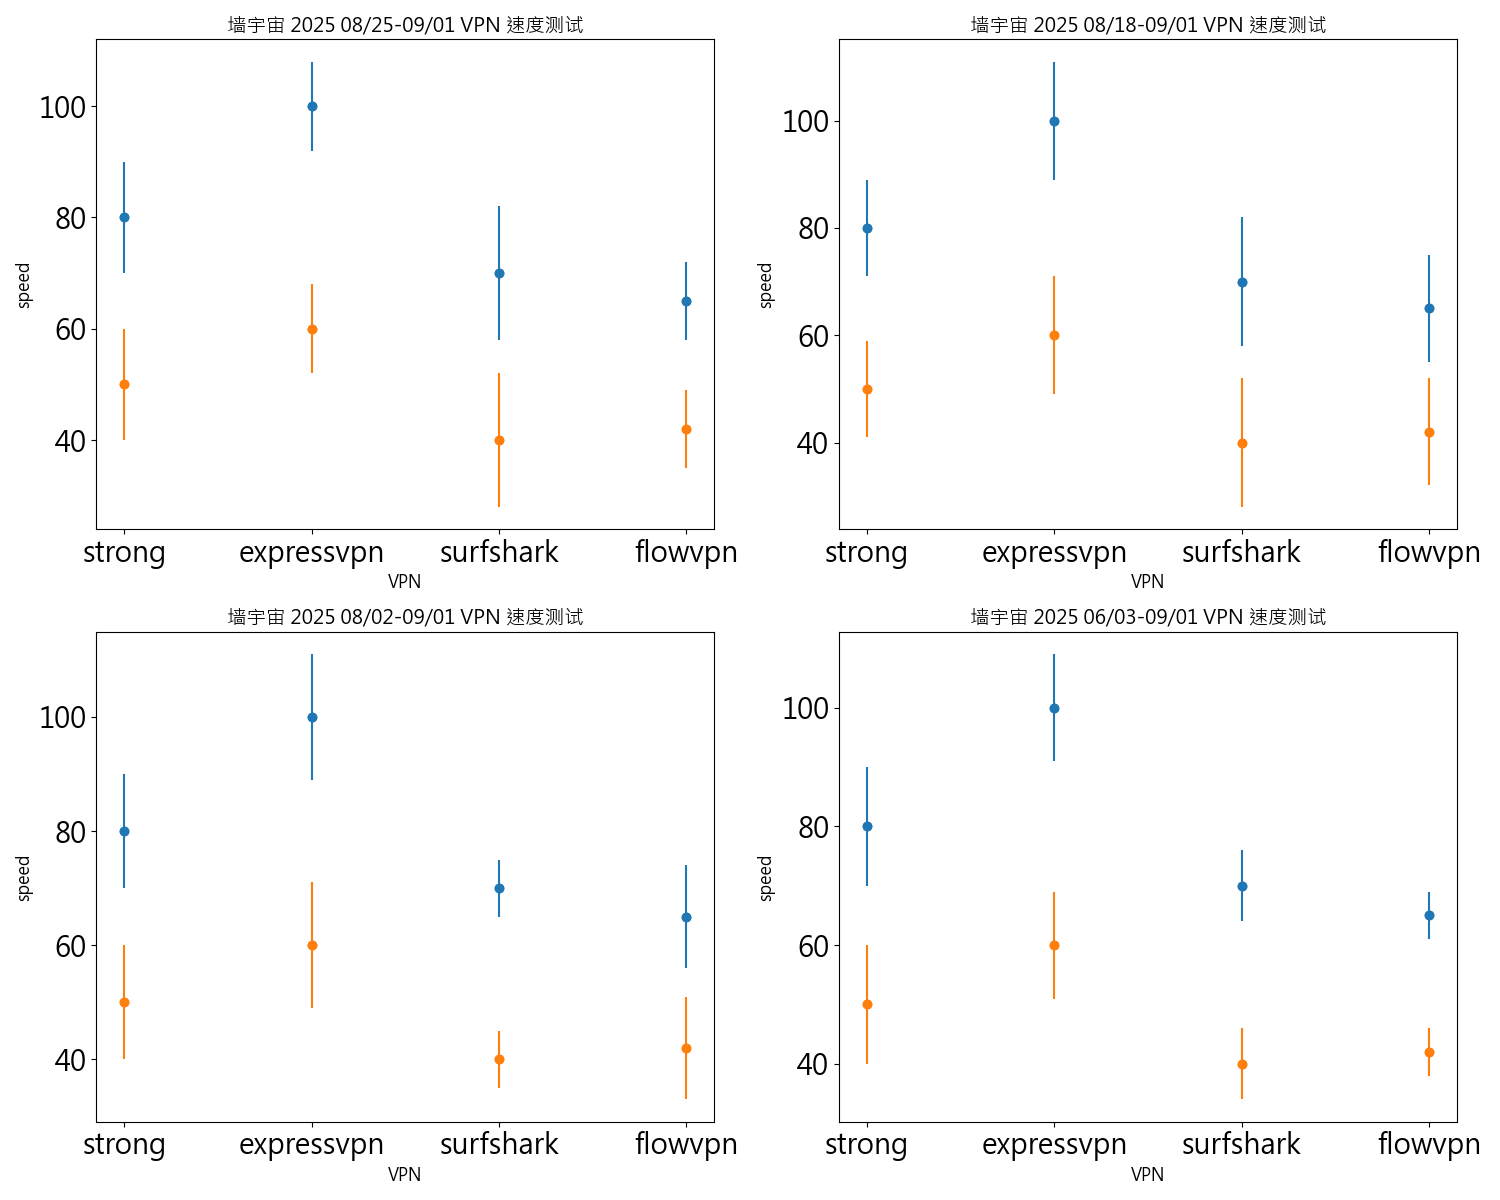 墙宇宙 2025 08/25-09/01 VPN 速度测试
100
80
60
40
speed
strong expressvpn surfshark flowvpn
VPN
墙宇宙 2025 08/18-09/01 VPN 速度测试
100
80
60
40
speed
strong expressvpn surfshark flowvpn
VPN
墙宇宙 2025 08/02-09/01 VPN 速度测试
100
80
60
40
speed
strong expressvpn surfshark flowvpn
VPN
墙宇宙 2025 06/03-09/01 VPN 速度测试
100
80
60
40
speed
strong expressvpn surfshark flowvpn
VPN